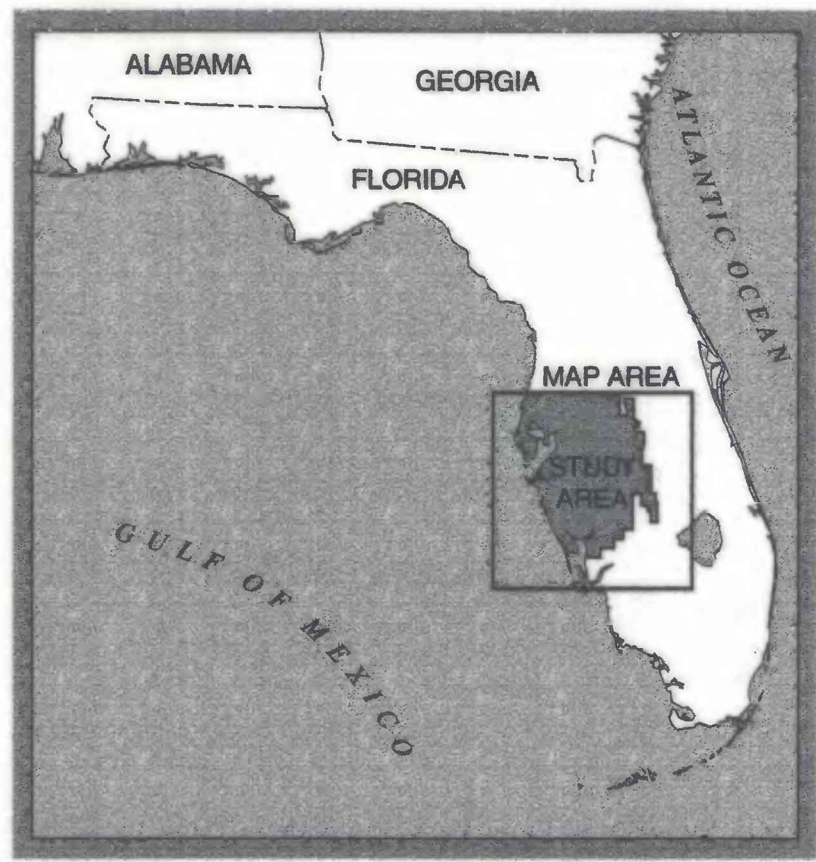 ALABAMA
GEORGIA
FLORIDA
ATLANTIC OCEAN
MAP AREA
STUDY
AREA
GULF OF MEXICO